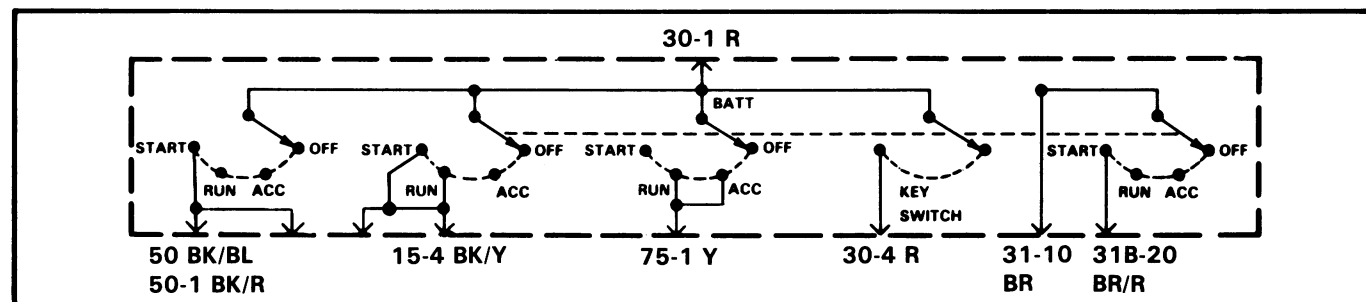 30-1 R
BATT
START OFF RUN ACC
START OFF RUN ACC
START OFF RUN ACC
KEY
SWITCH
START OFF RUN ACC
50 BK/BL 15-4 BK/Y 75-1 Y 30-4 R 31-10 31B-20
50-1 BK/R BR BR/R